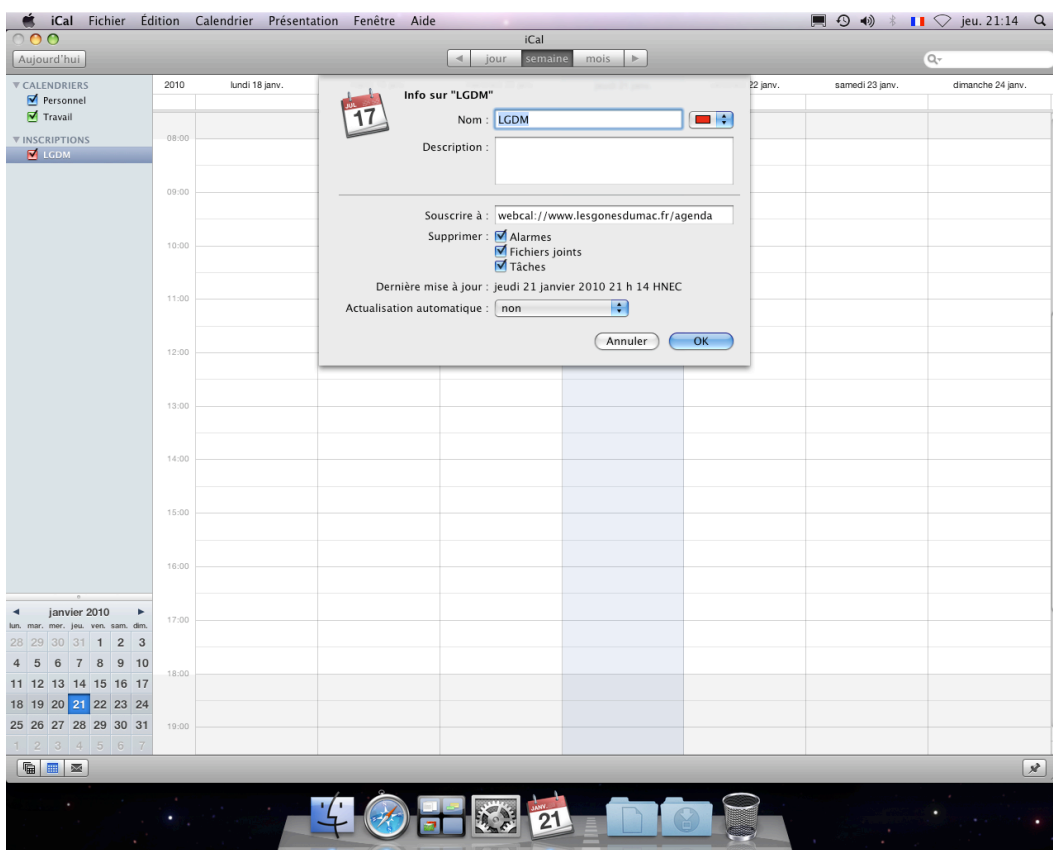 iCal Fichier Édition Calendrier Présentation Fenêtre Aide jeu. 21:14
iCal
Aujourd'hui jour semaine mois
CALENDRIERS
Personnel
Travail
INSCRIPTIONS
LGDM
2010 lundi 18 janv. 22 janv. samedi 23 janv. dimanche 24 janv.
Info sur "LGDM"
JUL
17
Nom : LGDM
Description :
Souscrire à : webcal://www.lesgonesdumac.fr/agenda
Supprimer : Alarmes
Fichiers joints
Tâches
Dernière mise à jour : jeudi 21 janvier 2010 21 h 14 HNEC
Actualisation automatique : non
Annuler OK
08:00
09:00
10:00
11:00
12:00
13:00
14:00
15:00
16:00
17:00
18:00
19:00
janvier 2010
lun. mar. mer. jeu. ven. sam. dim.
28 29 30 31 1 2 3
4 5 6 7 8 9 10
11 12 13 14 15 16 17
18 19 20 21 22 23 24
25 26 27 28 29 30 31
1 2 3 4 5 6 7
JANV
21